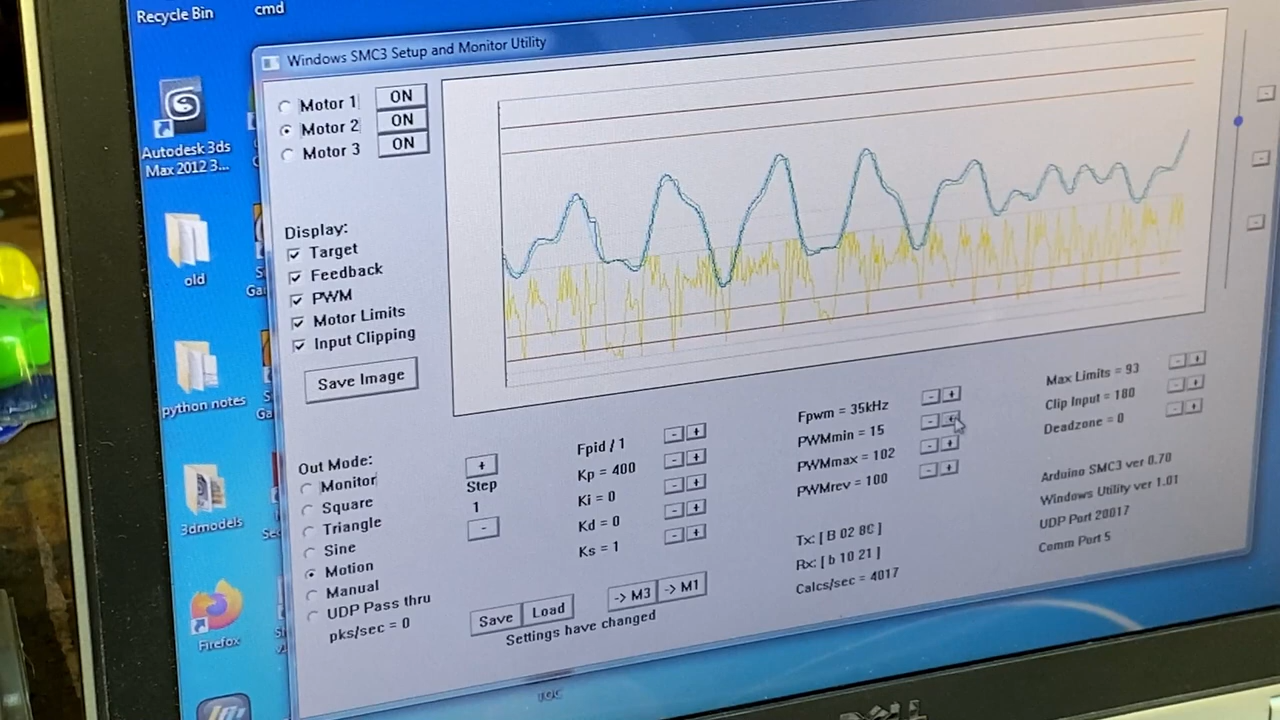 Recycle Bin
cmd
Windows SMC3 Setup and Monitor Utility
Motor 1
ON
Motor 2
ON
Motor 3
ON
Autodesk 3ds
Max 2012 3...
old
python notes
3dmodels
Firefox
Display:
Target
Feedback
PWM
Motor Limits
Input Clipping
Save Image
Out Mode:
Monitor
Square
Triangle
Sine
Motion
Manual
UDP Pass thru
pks/sec = 0
+
Step
1
-
Fpid / 1
- +
Kp = 400
- +
Ki = 0
- +
Kd = 0
- +
Ks = 1
- +
Save
Load
-> M3
-> M1
Settings have changed
Fpwm = 35kHz
- +
PWMmin = 15
- +
PWMmax = 102
- +
PWMrev = 100
- +
Tx: [ B 02 8C ]
Rx: [ b 10 21 ]
Calcs/sec = 4017
Max Limits = 93
- +
Clip Input = 180
- +
Deadzone = 0
- +
Arduino SMC3 ver 0.70
Windows Utility ver 1.01
UDP Port 20017
Comm Port 5
DELL